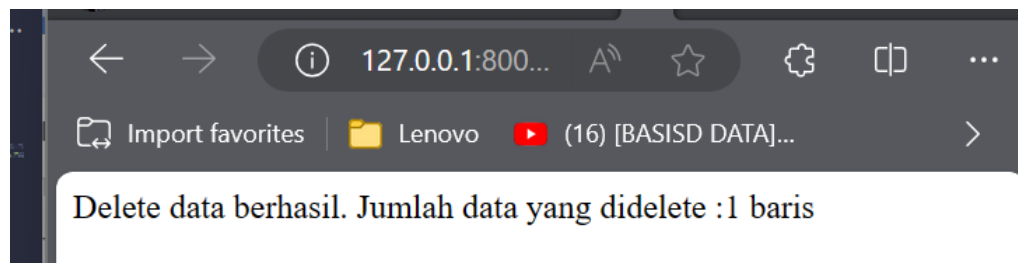 127.0.0.1:800...
Import favorites Lenovo (16) [BASISD DATA]...
Delete data berhasil. Jumlah data yang didelete :1 baris